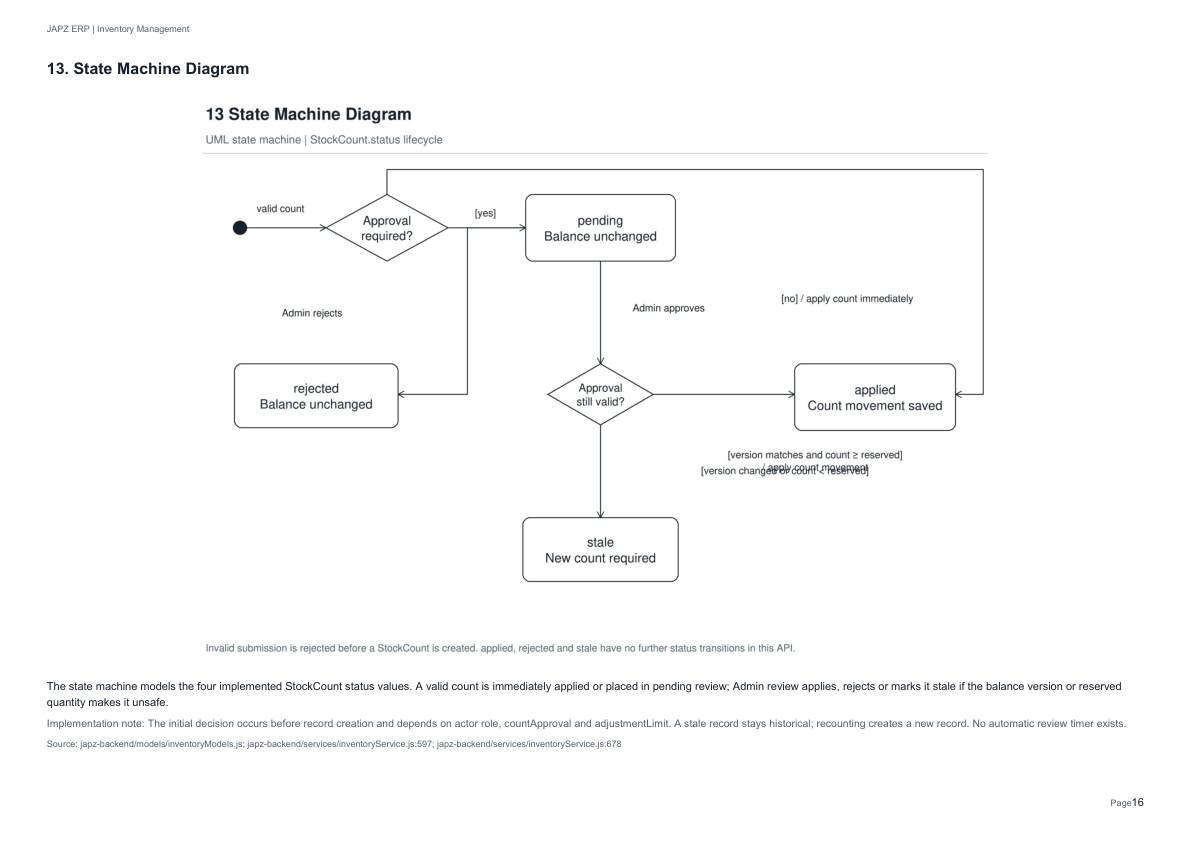 JAPZ ERP | Inventory Management
13. State Machine Diagram
13 State Machine Diagram
UML state machine | StockCount.status lifecycle
valid count
Approval
required?
[yes]
pending
Balance unchanged
Admin rejects
Admin approves
[no] / apply count immediately
rejected
Balance unchanged
Approval
still valid?
applied
Count movement saved
[version matches and count ≥ reserved]
/ apply count movement
[version changed or count < reserved]
stale
New count required
Invalid submission is rejected before a StockCount is created. applied, rejected and stale have no further status transitions in this API.
The state machine models the four implemented StockCount status values. A valid count is immediately applied or placed in pending review; Admin review applies, rejects or marks it stale if the balance version or reserved
quantity makes it unsafe.
Implementation note: The initial decision occurs before record creation and depends on actor role, countApproval and adjustmentLimit. A stale record stays historical; recounting creates a new record. No automatic review timer exists.
Source: japz-backend/models/inventoryModels.js; japz-backend/services/inventoryService.js:597; japz-backend/services/inventoryService.js:678
Page16